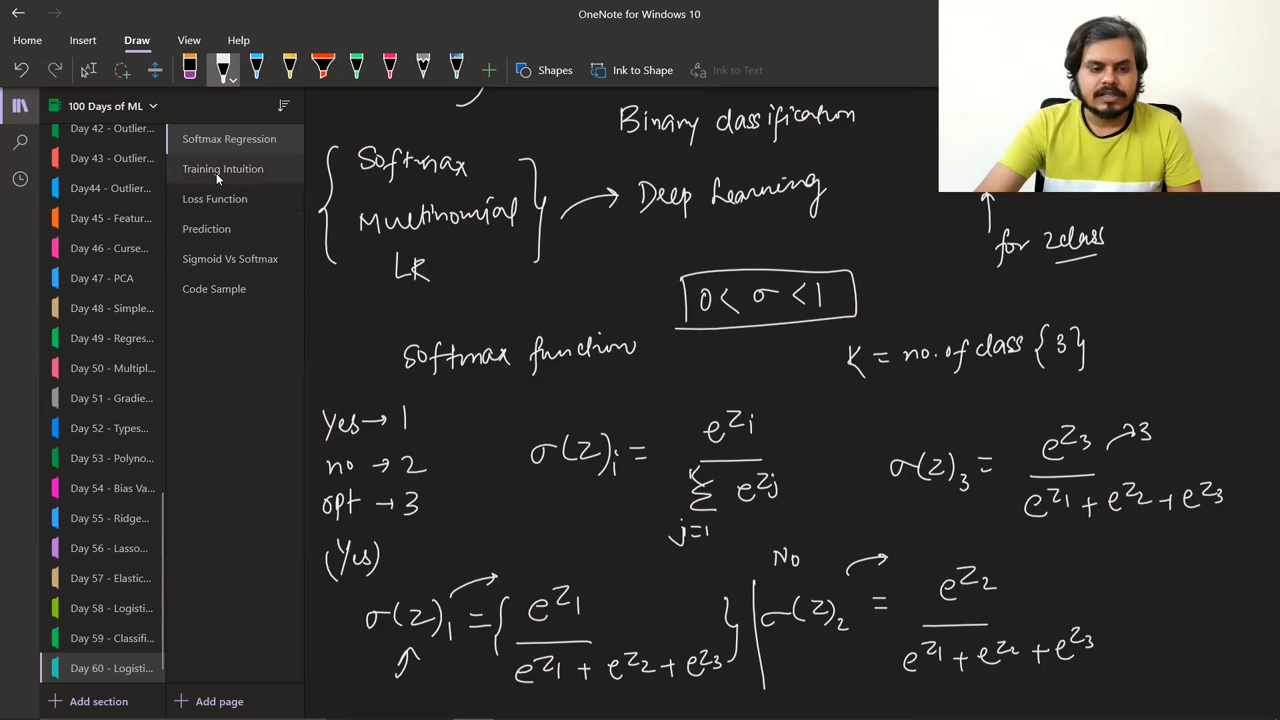 OneNote for Windows 10
Home Insert Draw View Help
Shapes Ink to Shape Ink to Text
100 Days of ML
Day 42 - Outlier...
Day 43 - Outlier...
Day44 - Outlier...
Day 45 - Featur...
Day 46 - Curse...
Day 47 - PCA
Day 48 - Simple...
Day 49 - Regres...
Day 50 - Multipl...
Day 51 - Gradie...
Day 52 - Types...
Day 53 - Polyno...
Day 54 - Bias Va...
Day 55 - Ridge...
Day 56 - Lasso...
Day 57 - Elastic...
Day 58 - Logisti...
Day 59 - Classifi...
Day 60 - Logisti...
Add section
Softmax Regression
Training Intuition
Loss Function
Prediction
Sigmoid Vs Softmax
Code Sample
Add page
Binary classification
Softmax
Multinomial
LR
→ Deep Learning
for 2class
0 < σ < 1
Softmax function
K = no. of class {3}
Yes → 1
no → 2
opt → 3
(Yes)
σ(z)i = e^zi / Σ j=1 K e^zj
σ(z)3 = e^z3 / e^z1 + e^z2 + e^z3 → 3
σ(z)1 = { e^z1 / e^z1 + e^z2 + e^z3 }
No
σ(z)2 = e^z2 / e^z1 + e^z2 + e^z3